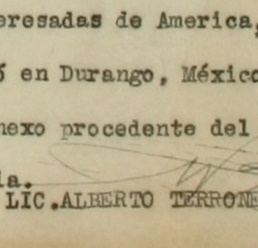 eresadas de America,
ó en Durango, México
nexo procedente del
la.
LIC.ALBERTO TERRONE